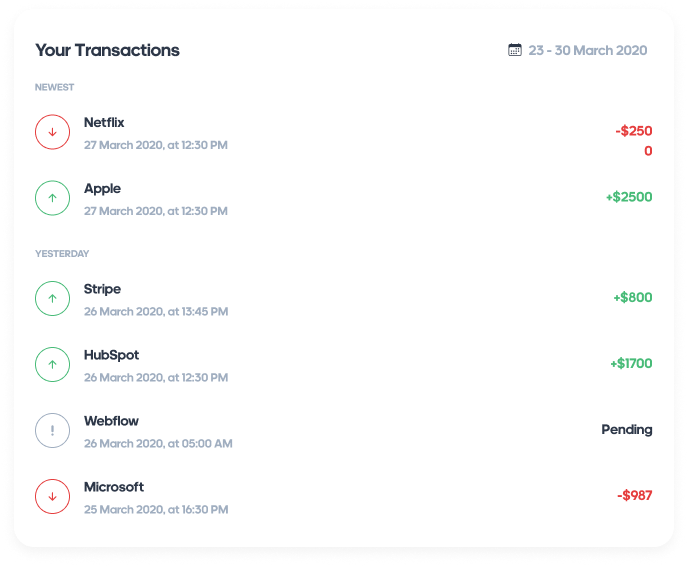 Your Transactions
23 - 30 March 2020
NEWEST
Netflix
-$250
0
27 March 2020, at 12:30 PM
Apple
+$2500
27 March 2020, at 12:30 PM
YESTERDAY
Stripe
+$800
26 March 2020, at 13:45 PM
HubSpot
+$1700
26 March 2020, at 12:30 PM
Webflow
Pending
26 March 2020, at 05:00 AM
Microsoft
-$987
25 March 2020, at 16:30 PM